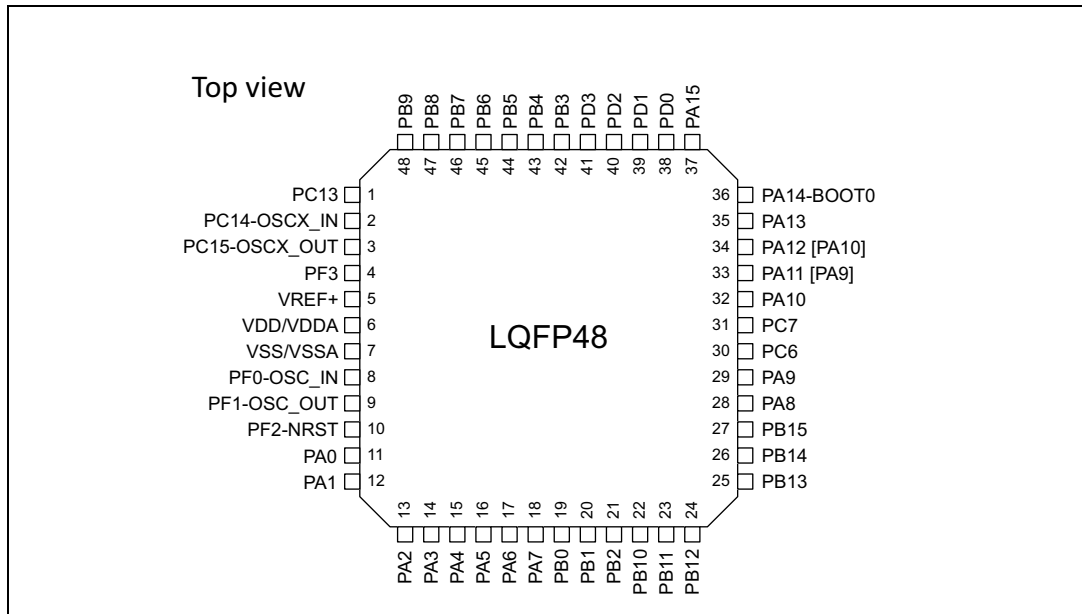 Top view
PB9
PB8
PB7
PB6
PB5
PB4
PB3
PD3
PD2
PD1
PD0
PA15
48
47
46
45
44
43
42
41
40
39
38
37
PC13 1
PC14-OSCX_IN 2
PC15-OSCX_OUT 3
PF3 4
VREF+ 5
VDD/VDDA 6
VSS/VSSA 7
PF0-OSC_IN 8
PF1-OSC_OUT 9
PF2-NRST 10
PA0 11
PA1 12
LQFP48
36 PA14-BOOT0
35 PA13
34 PA12 [PA10]
33 PA11 [PA9]
32 PA10
31 PC7
30 PC6
29 PA9
28 PA8
27 PB15
26 PB14
25 PB13
13
14
15
16
17
18
19
20
21
22
23
24
PA2
PA3
PA4
PA5
PA6
PA7
PB0
PB1
PB2
PB10
PB11
PB12